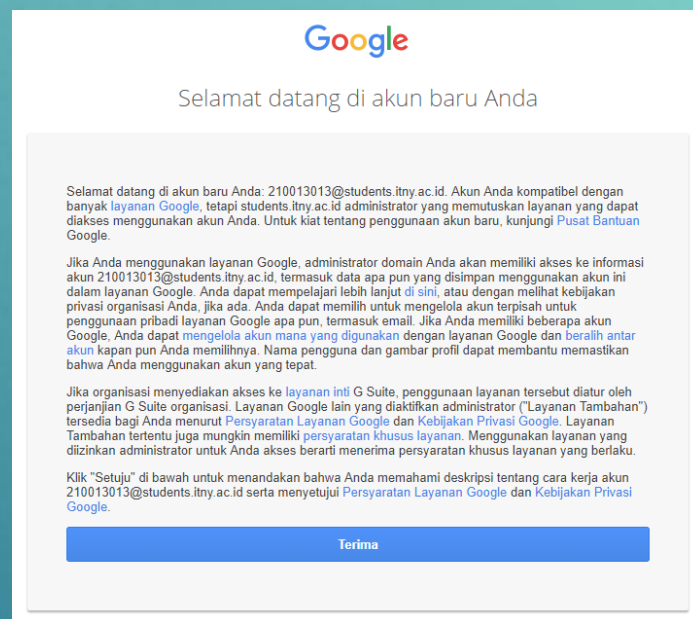 Google
Selamat datang di akun baru Anda
Selamat datang di akun baru Anda: 210013013@students.itny.ac.id. Akun Anda kompatibel dengan
banyak layanan Google, tetapi students.itny.ac.id administrator yang memutuskan layanan yang dapat
diakses menggunakan akun Anda. Untuk kiat tentang penggunaan akun baru, kunjungi Pusat Bantuan
Google.
Jika Anda menggunakan layanan Google, administrator domain Anda akan memiliki akses ke informasi
akun 210013013@students.itny.ac.id, termasuk data apa pun yang disimpan menggunakan akun ini
dalam layanan Google. Anda dapat mempelajari lebih lanjut di sini, atau dengan melihat kebijakan
privasi organisasi Anda, jika ada. Anda dapat memilih untuk mengelola akun terpisah untuk
penggunaan pribadi layanan Google apa pun, termasuk email. Jika Anda memiliki beberapa akun
Google, Anda dapat mengelola akun mana yang digunakan dengan layanan Google dan beralih antar
akun kapan pun Anda memilihnya. Nama pengguna dan gambar profil dapat membantu memastikan
bahwa Anda menggunakan akun yang tepat.
Jika organisasi menyediakan akses ke layanan inti G Suite, penggunaan layanan tersebut diatur oleh
perjanjian G Suite organisasi. Layanan Google lain yang diaktifkan administrator ("Layanan Tambahan")
tersedia bagi Anda menurut Persyaratan Layanan Google dan Kebijakan Privasi Google. Layanan
Tambahan tertentu juga mungkin memiliki persyaratan khusus layanan. Menggunakan layanan yang
diizinkan administrator untuk Anda akses berarti menerima persyaratan khusus layanan yang berlaku.
Klik "Setuju" di bawah untuk menandakan bahwa Anda memahami deskripsi tentang cara kerja akun
210013013@students.itny.ac.id serta menyetujui Persyaratan Layanan Google dan Kebijakan Privasi
Google.
Terima